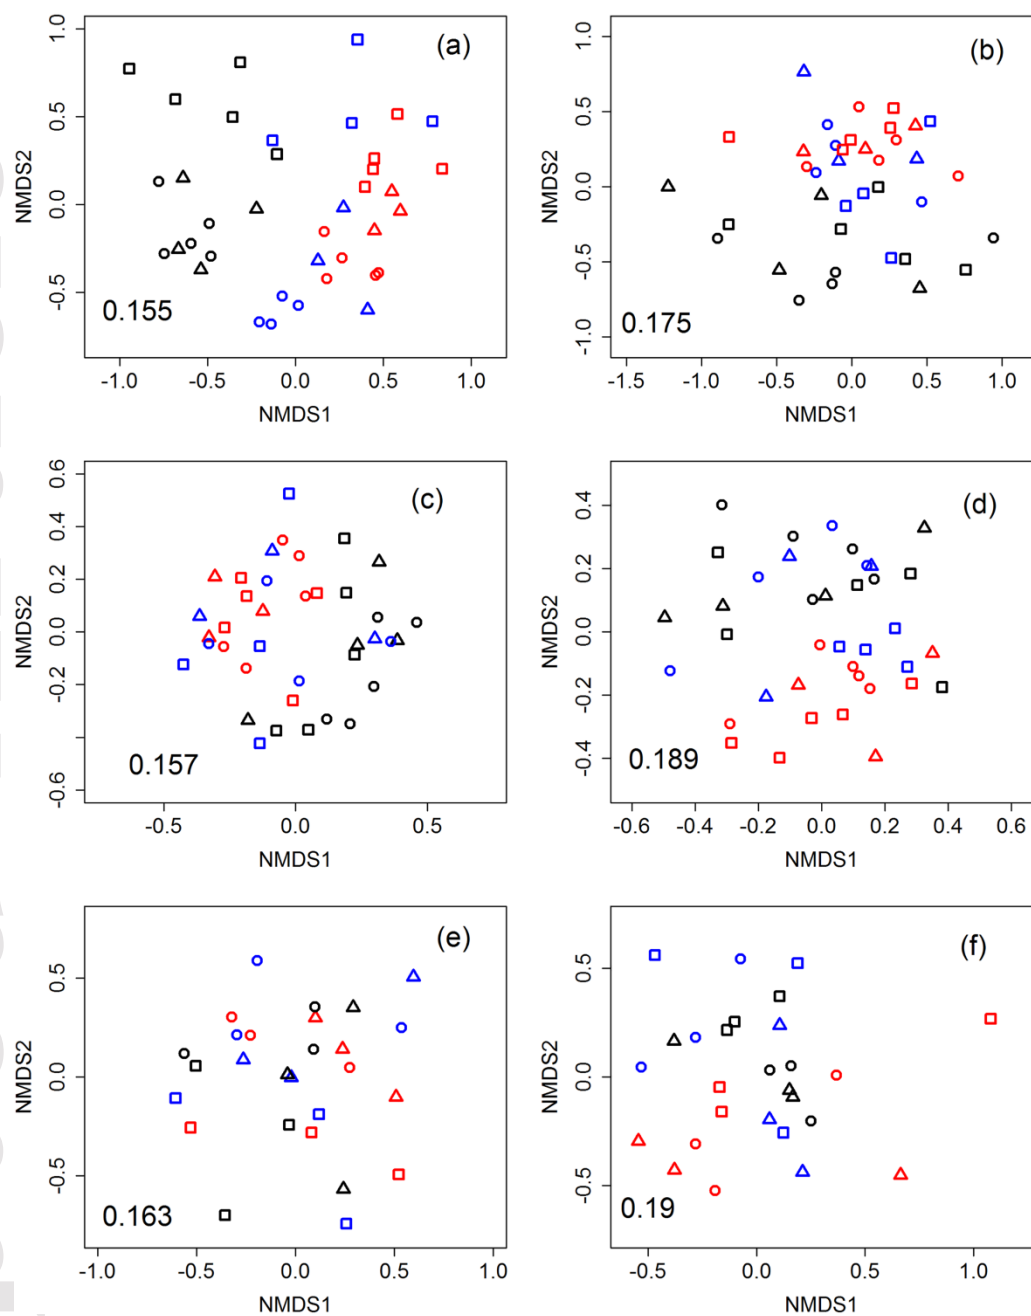 (a)
NMDS2
1.0
0.5
0.0
-0.5
0.155
-1.0 -0.5 0.0 0.5 1.0
NMDS1
(b)
NMDS2
1.0
0.5
0.0
-0.5
-1.0
0.175
-1.5 -1.0 -0.5 0.0 0.5 1.0
NMDS1
(c)
NMDS2
0.6
0.4
0.2
0.0
-0.2
-0.6
0.157
-0.5 0.0 0.5
NMDS1
(d)
NMDS2
0.4
0.2
0.0
-0.2
-0.4
0.189
-0.6 -0.4 -0.2 0.0 0.2 0.4 0.6
NMDS1
(e)
NMDS2
0.5
0.0
-0.5
0.163
-1.0 -0.5 0.0 0.5 1.0
NMDS1
(f)
NMDS2
0.5
0.0
-0.5
0.19
-0.5 0.0 0.5 1.0
NMDS1